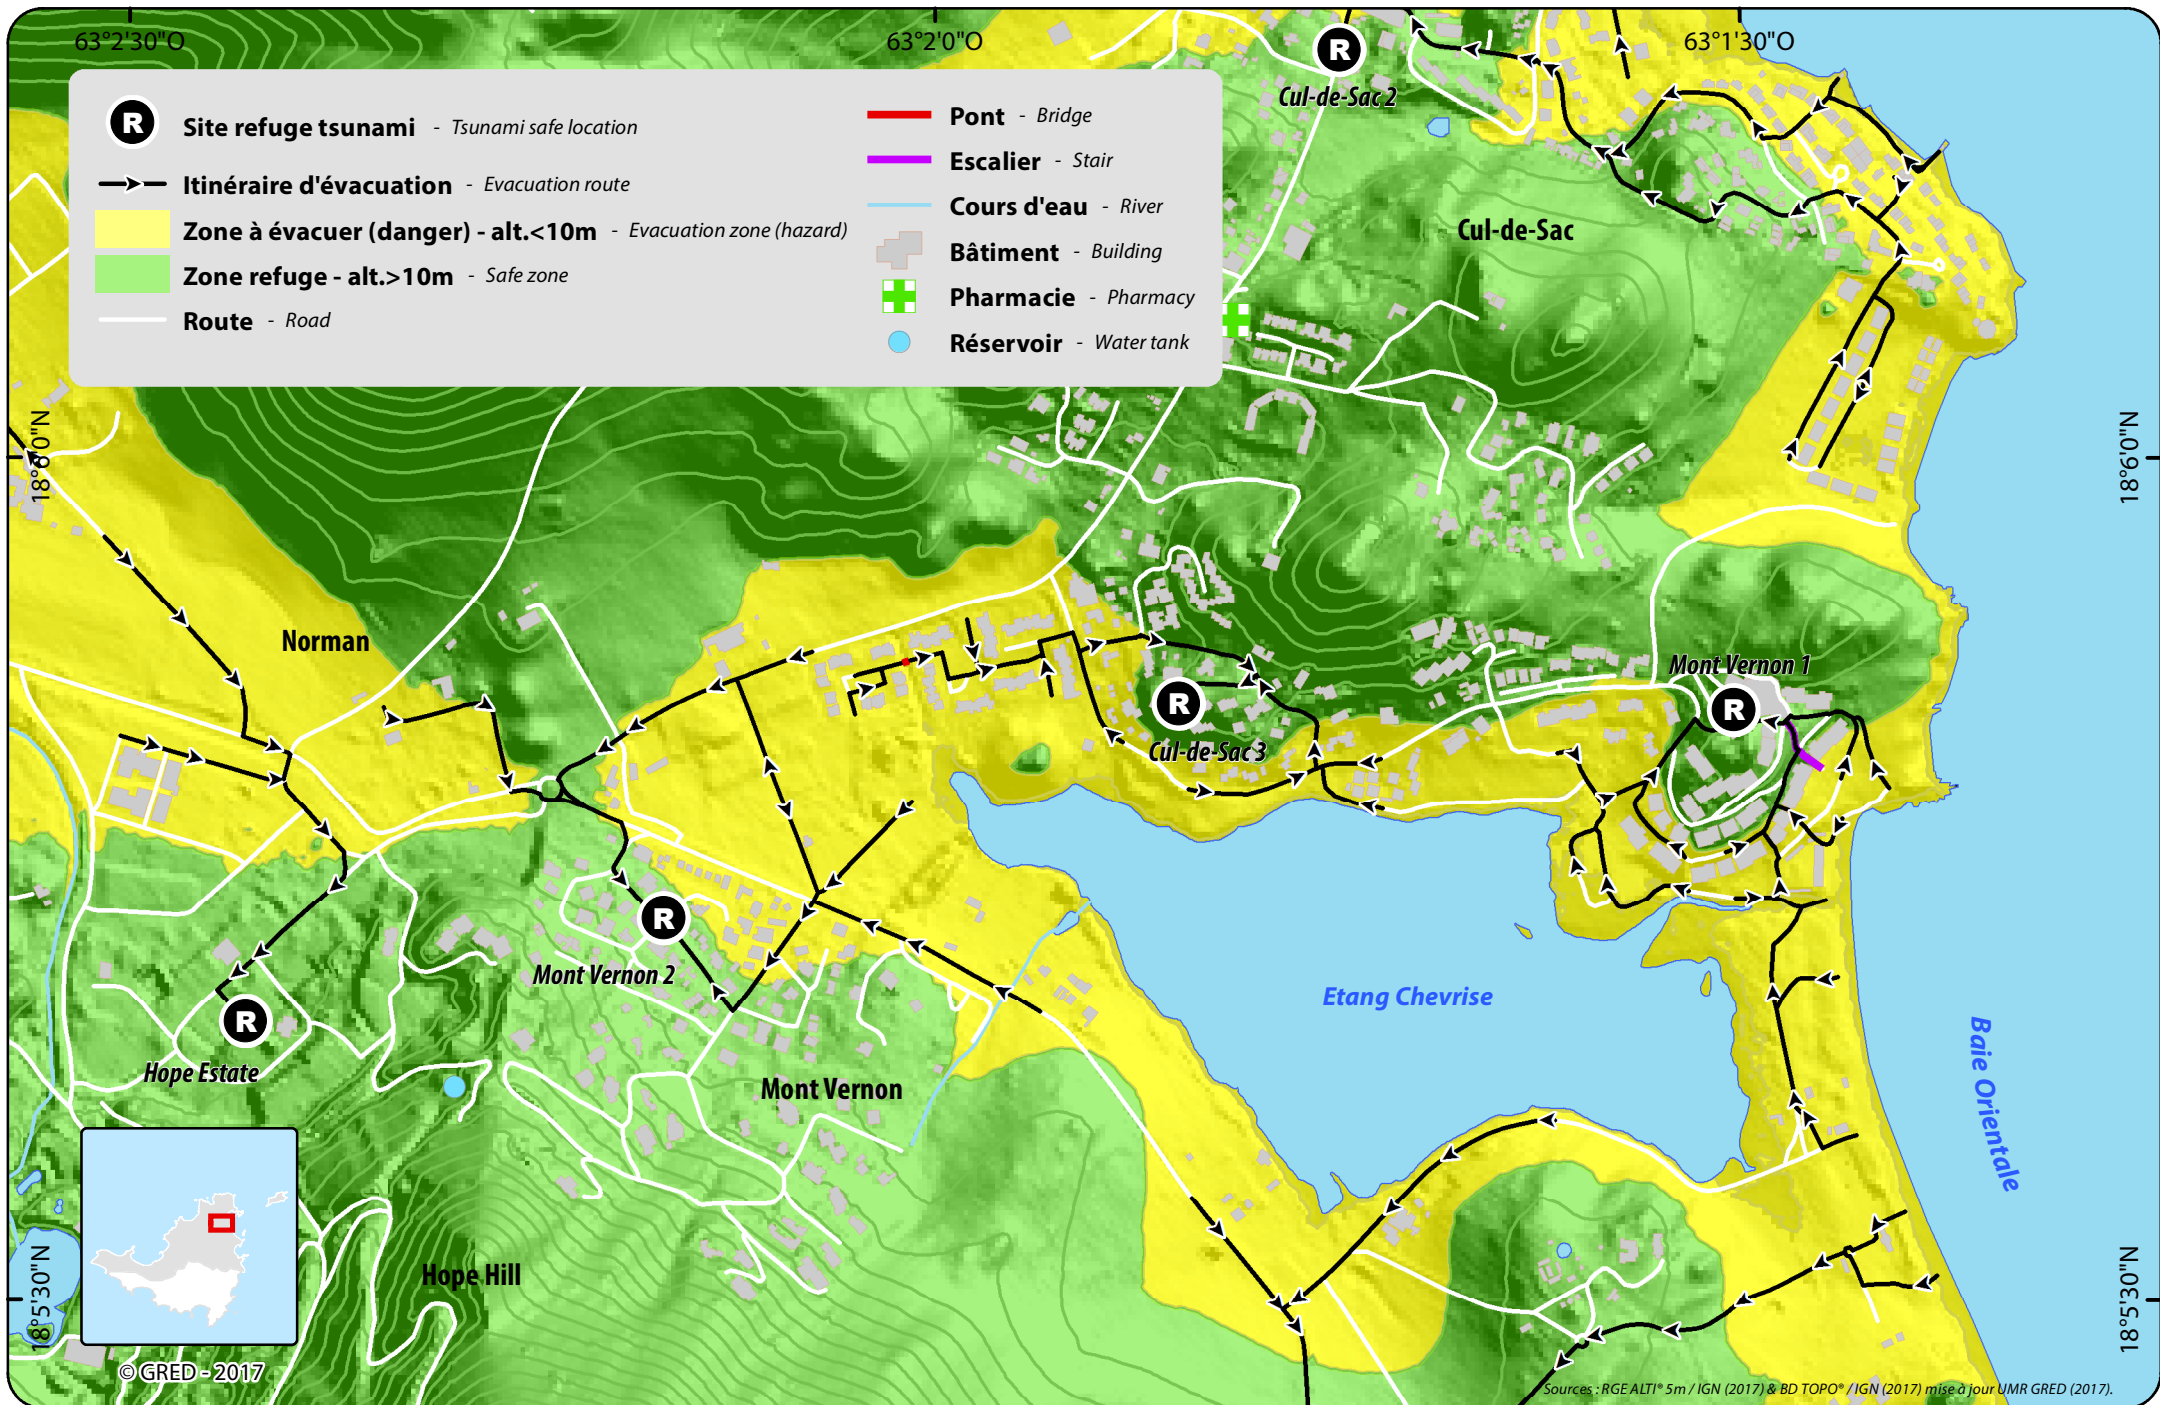 63°2'30"O
63°2'0"O
63°1'30"O
R
Cul-de-Sac 2
R
Site refuge tsunami - Tsunami safe location
Itinéraire d'évacuation - Evacuation route
Zone à évacuer (danger) - alt.<10m - Evacuation zone (hazard)
Zone refuge - alt.>10m - Safe zone
Route - Road
Pont - Bridge
Escalier - Stair
Cours d'eau - River
Bâtiment - Building
Pharmacie - Pharmacy
Réservoir - Water tank
Cul-de-Sac
18°6'0"N
18°6'0"N
Norman
Mont Vernon 1
R
R
Cul-de-Sac 3
R
Mont Vernon 2
Etang Chevrise
R
Hope Estate
Mont Vernon
Baie Orientale
Hope Hill
18°5'30"N
18°5'30"N
© GRED - 2017
Sources : RGE ALTI® 5m / IGN (2017) & BD TOPO® / IGN (2017) mise à jour UMR GRED (2017).